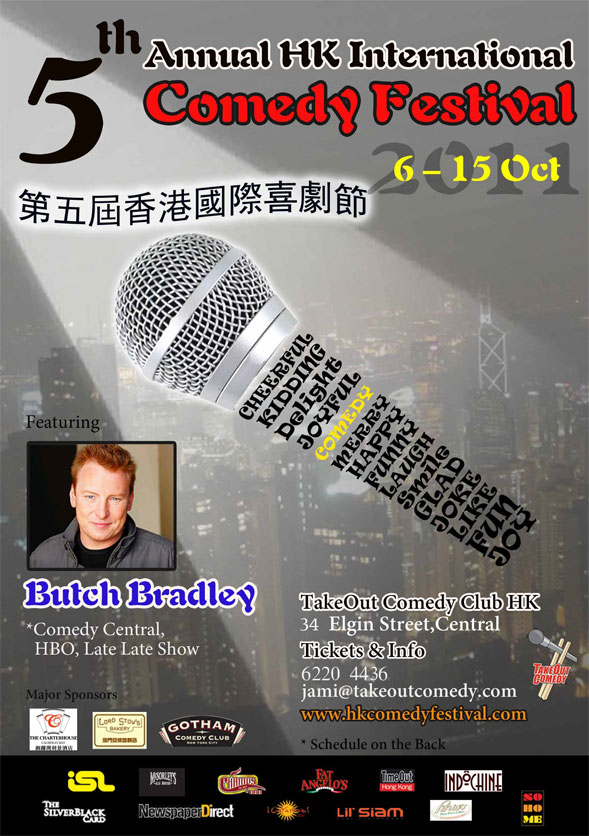 5th Annual HK International
Comedy Festival
2011
6 – 15 Oct
第五屆香港國際喜劇節
CHEERFUL
KIDDING
Delight
JOYFUL
COMEDY
MERRY
HAPPY
FUNNY
LAUGH
Smile
GLAD
JOKE
LIKE
FUN
JOY
Featuring
Butch Bradley
*Comedy Central,
HBO, Late Late Show
TakeOut Comedy Club HK
34 Elgin Street,Central
Tickets & Info
6220 4436
jami@takeoutcomedy.com
www.hkcomedyfestival.com
* Schedule on the Back
TAKEOUT
COMEDY
Major Sponsors
THE CHARTERHOUSE
CAUSEWAY BAY
LORD STOW'S
BAKERY
GOTHAM
COMEDY CLUB
NEW YORK CITY
isL
FAT
ANGELO'S
Time Out
Hong Kong
INDOCHINE
THE
SILVERBLACK
CARD
NewspaperDirect
LiL' SiAM
SO
HO
ME